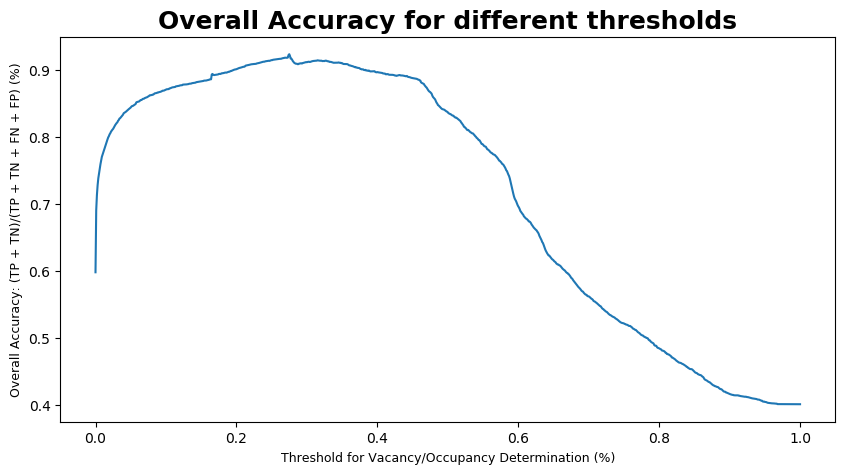 Overall Accuracy for different thresholds
Overall Accuracy: (TP + TN)/(TP + TN + FN + FP) (%)
0.9
0.8
0.7
0.6
0.5
0.4
0.0 0.2 0.4 0.6 0.8 1.0
Threshold for Vacancy/Occupancy Determination (%)